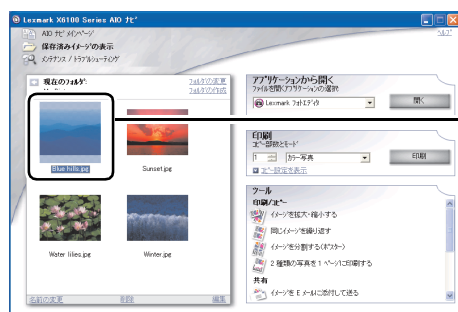 Lexmark X6100 Series AIO ナビ
AIO ナビ メインページ
保存済みイメージの表示
メンテナンス / トラブルシューティング
ヘルプ
現在のフォルダ:
フォルダの変更
フォルダの作成
Blue hills.jpg
Sunset.jpg
Water lilies.jpg
Winter.jpg
名前の変更
削除
編集
アプリケーションから開く
ファイルを開くアプリケーションの選択
Lexmark フォトエディタ
開く
印刷
コピー部数とモード
1
カラー写真
印刷
コピー設定を表示
ツール
印刷/コピー
イメージを拡大・縮小する
同じイメージを繰り返す
イメージを分割する(ポスター)
2 種類の写真を 1 ページに印刷する
共有
イメージを E メールに添付して送る